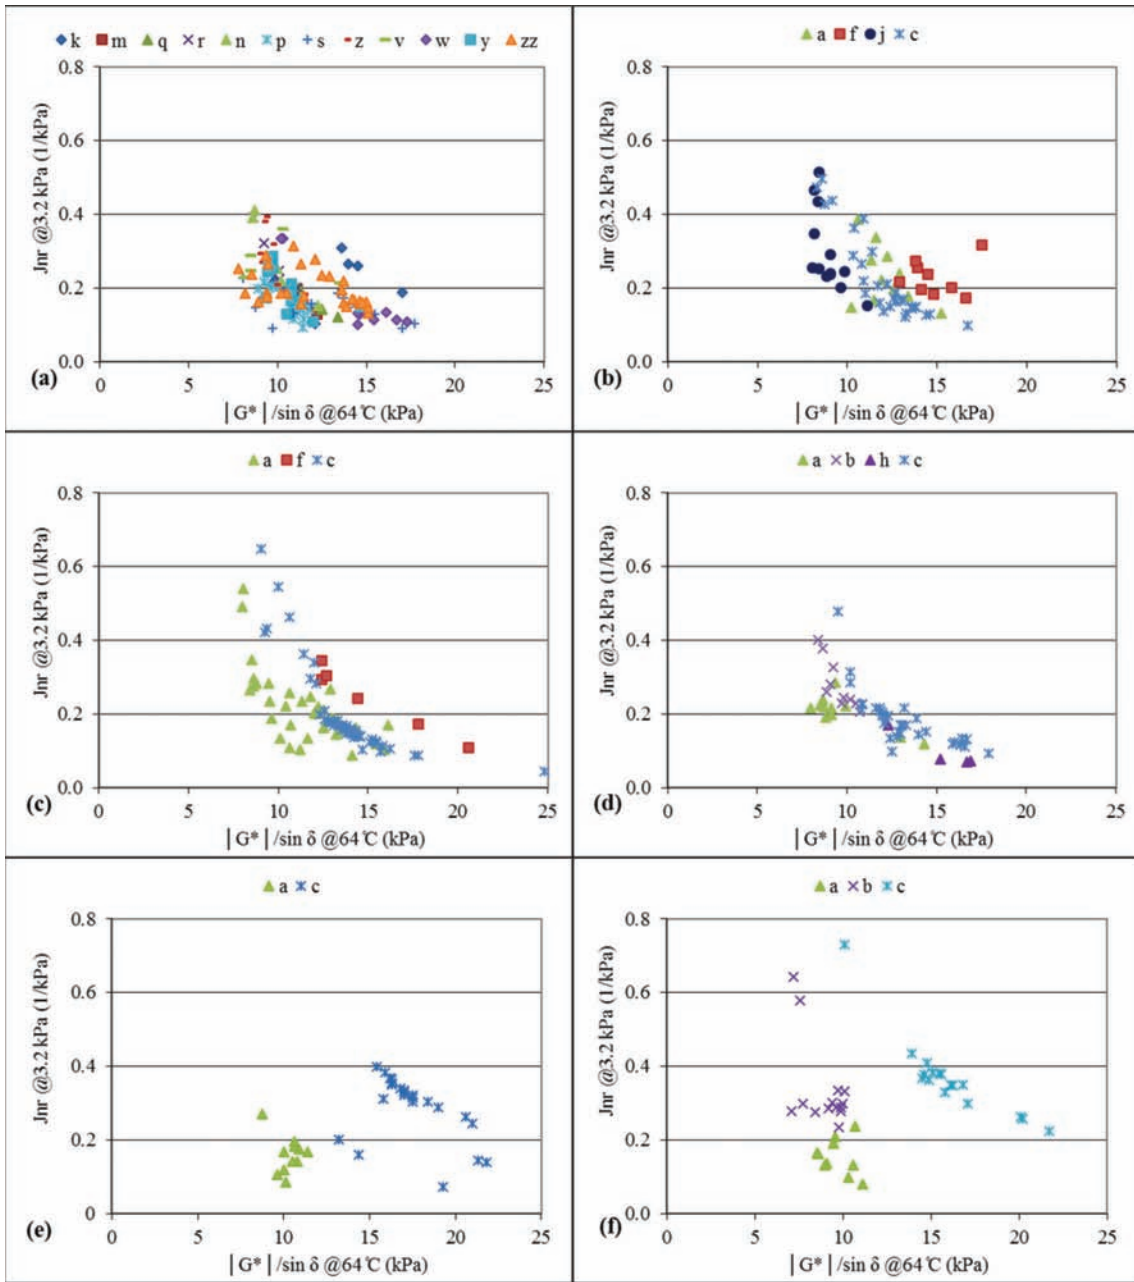 k m q r n p s z v w y zz
0.8
0.6
0.4
0.2
0.0
0 5 10 15 20 25
Jnr @3.2 kPa (1/kPa)
(a)
|G*|/sin δ @64℃ (kPa)
a f j c
0.8
0.6
0.4
0.2
0.0
0 5 10 15 20 25
Jnr @3.2 kPa (1/kPa)
(b)
|G*|/sin δ @64℃ (kPa)
a f c
0.8
0.6
0.4
0.2
0.0
0 5 10 15 20 25
Jnr @3.2 kPa (1/kPa)
(c)
|G*|/sin δ @64℃ (kPa)
a b h c
0.8
0.6
0.4
0.2
0.0
0 5 10 15 20 25
Jnr @3.2 kPa (1/kPa)
(d)
|G*|/sin δ @64℃ (kPa)
a c
0.8
0.6
0.4
0.2
0
0 5 10 15 20 25
Jnr @3.2 kPa (1/kPa)
(e)
|G*|/sin δ @64℃ (kPa)
a b c
0.8
0.6
0.4
0.2
0.0
0 5 10 15 20 25
Jnr @3.2 kPa (1/kPa)
(f)
|G*|/sin δ @64℃ (kPa)